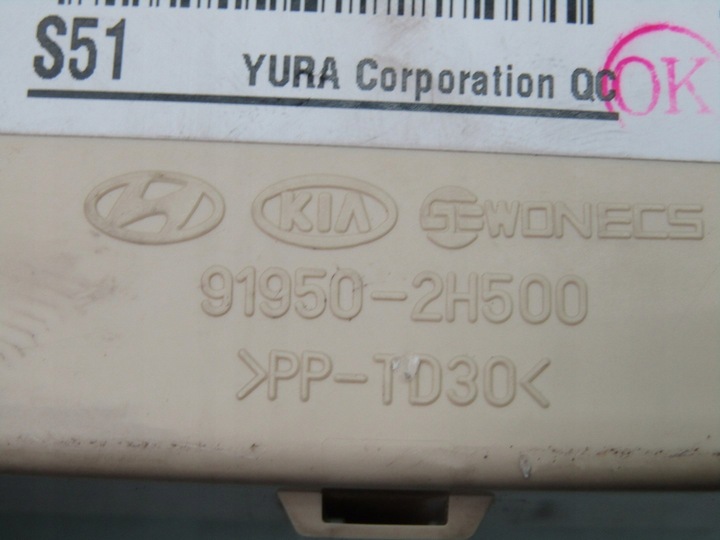 S51 YURA Corporation QC OK
KIA SEWONECS
91950-2H500
>PP-TD30<